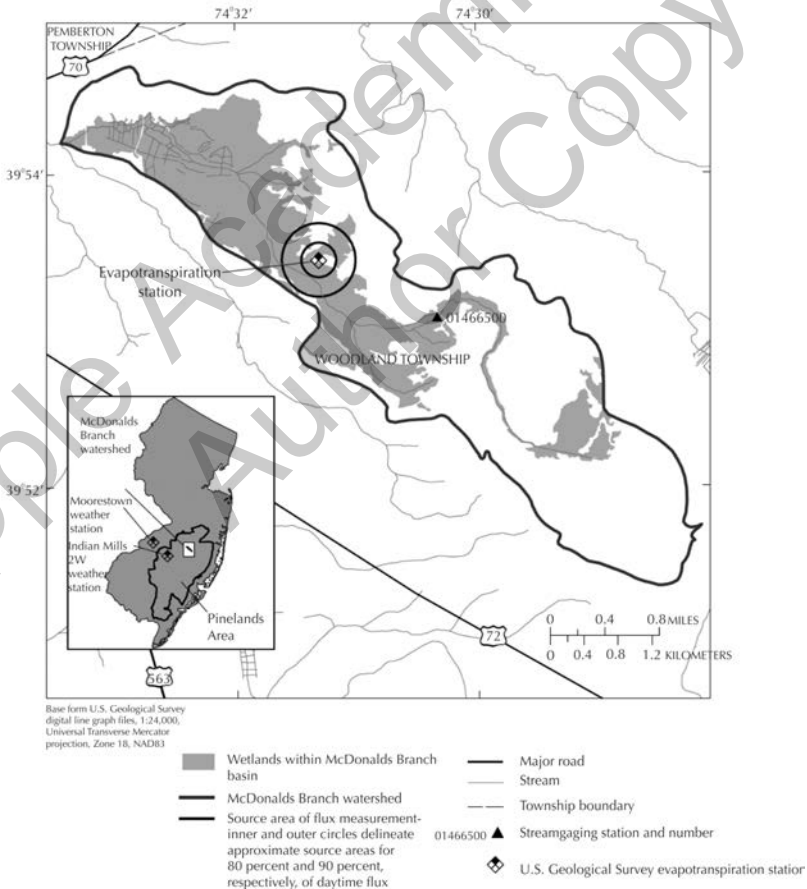 74°32′ 74°30′
PEMBERTON
TOWNSHIP
70
39°54′
Evapotranspiration
station
01466500
WOODLAND TOWNSHIP
McDonalds
Branch
watershed
39°52′
Moorestown
weather
station
Indian Mills
2W
weather
station
Pinelands
Area
0 0.4 0.8 MILES
72
0 0.4 0.8 1.2 KILOMETERS
563
Base form U.S. Geological Survey
digital line graph files, 1:24,000,
Universal Transverse Mercator
projection, Zone 18, NAD83
Wetlands within McDonalds Branch
basin
McDonalds Branch watershed
Source area of flux measurement-
inner and outer circles delineate
approximate source areas for
80 percent and 90 percent,
respectively, of daytime flux
Major road
Stream
Township boundary
01466500 Streamgaging station and number
U.S. Geological Survey evapotranspiration station
Author Copy